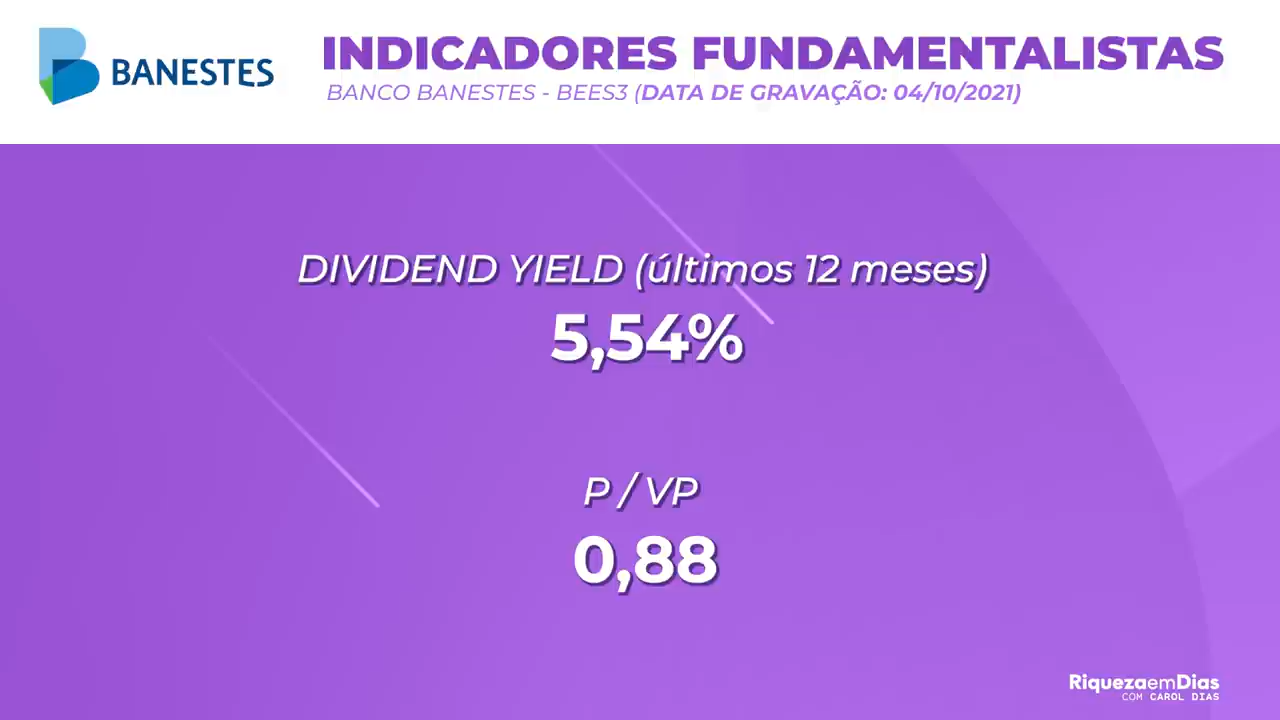 BANESTES
INDICADORES FUNDAMENTALISTAS
BANCO BANESTES - BEES3 (DATA DE GRAVAÇÃO: 04/10/2021)
DIVIDEND YIELD (últimos 12 meses)
5,54%
P / VP
0,88
RiquezaemDias
COM CAROL DIAS